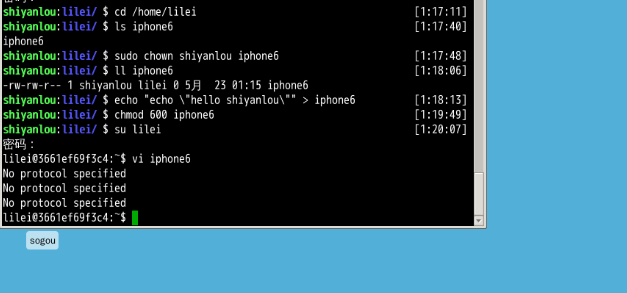 密码：
shiyanlou:lilei/ $ cd /home/lilei [1:17:11]
shiyanlou:lilei/ $ ls iphone6 [1:17:40]
iphone6
shiyanlou:lilei/ $ sudo chown shiyanlou iphone6 [1:17:48]
shiyanlou:lilei/ $ ll iphone6 [1:18:06]
-rw-rw-r-- 1 shiyanlou lilei 0 5月  23 01:15 iphone6
shiyanlou:lilei/ $ echo "echo \"hello shiyanlou\"" > iphone6 [1:18:13]
shiyanlou:lilei/ $ chmod 600 iphone6 [1:19:49]
shiyanlou:lilei/ $ su lilei [1:20:07]
密码：
lilei@3661ef69f3c4:~$ vi iphone6
No protocol specified
No protocol specified
No protocol specified
lilei@3661ef69f3c4:~$
sogou